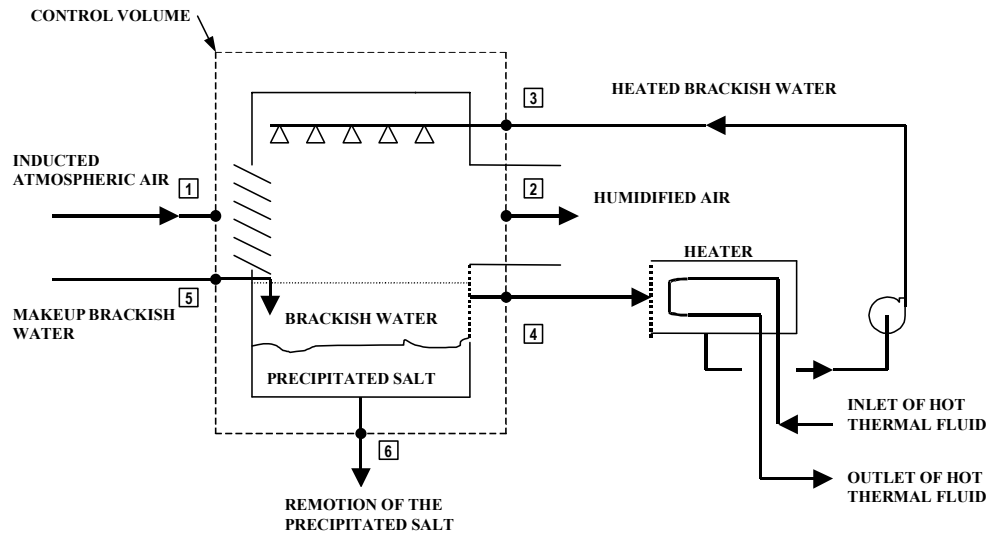 CONTROL VOLUME
3
HEATED BRACKISH WATER
INDUCTED
ATMOSPHERIC AIR
1
2
HUMIDIFIED AIR
HEATER
5
MAKEUP BRACKISH
WATER
BRACKISH WATER
4
PRECIPITATED SALT
INLET OF HOT
THERMAL FLUID
6
OUTLET OF HOT
THERMAL FLUID
REMOTION OF THE
PRECIPITATED SALT